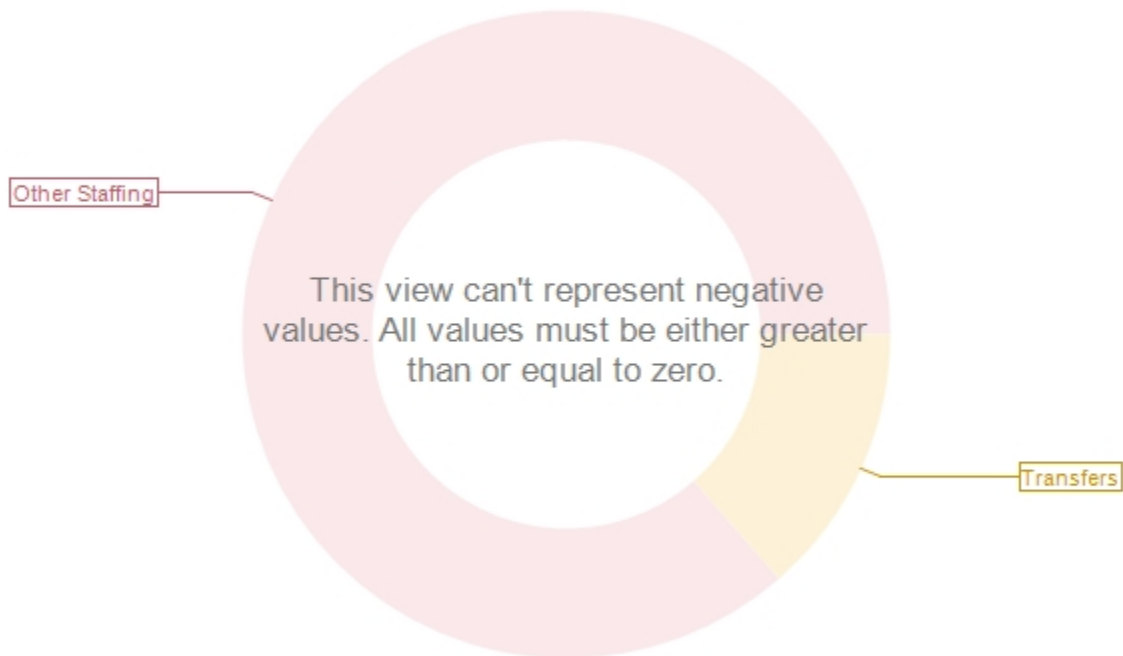 Other Staffing
This view can't represent negative
values. All values must be either greater
than or equal to zero.
Transfers